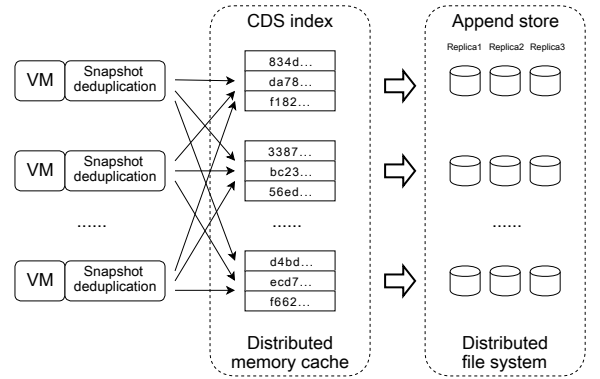 CDS index
Append store
Replica1 Replica2 Replica3
834d...
da78...
f182...
VM
Snapshot
deduplication
3387...
bc23...
56ed...
VM
Snapshot
deduplication
......
......
......
d4bd...
ecd7...
f662...
VM
Snapshot
deduplication
Distributed
memory cache
Distributed
file system